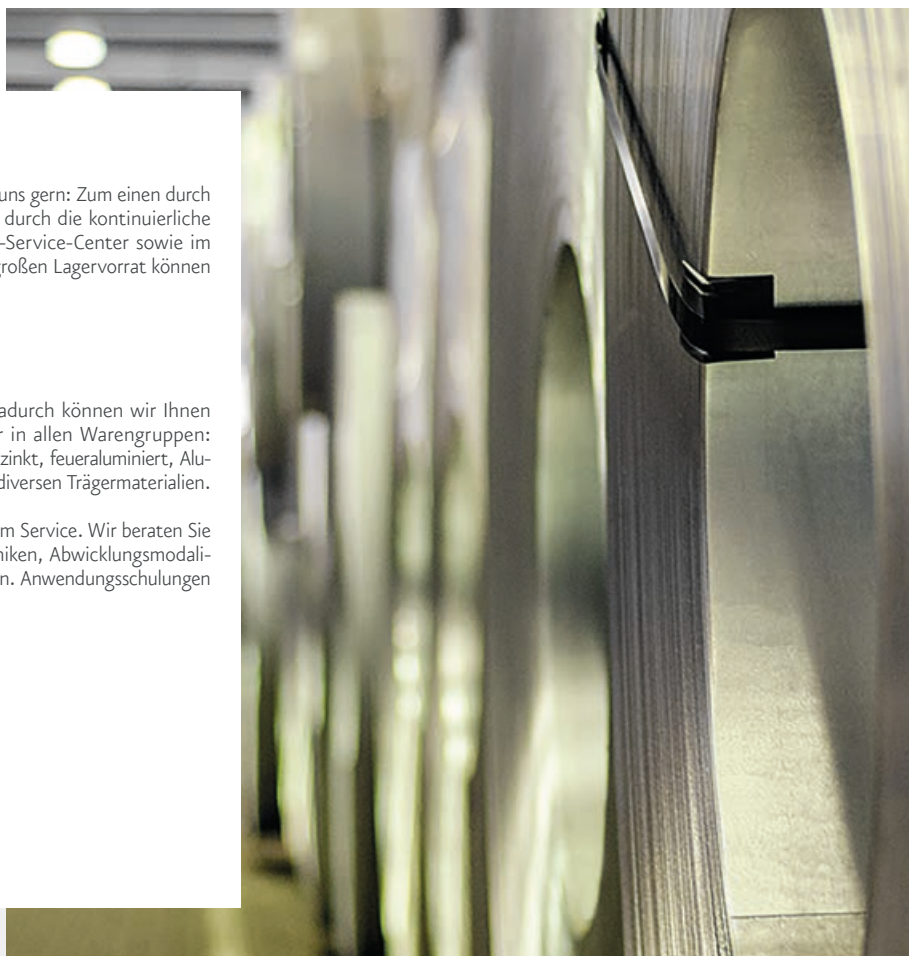 uns gern: Zum einen durch
durch die kontinuierliche
-Service-Center sowie im
großen Lagervorrat können
adurch können wir Ihnen
r in allen Warengruppen:
zinkt, feueraluminiert, Alu-
diversen Trägermaterialien.
m Service. Wir beraten Sie
niken, Abwicklungsmodali-
n. Anwendungsschulungen